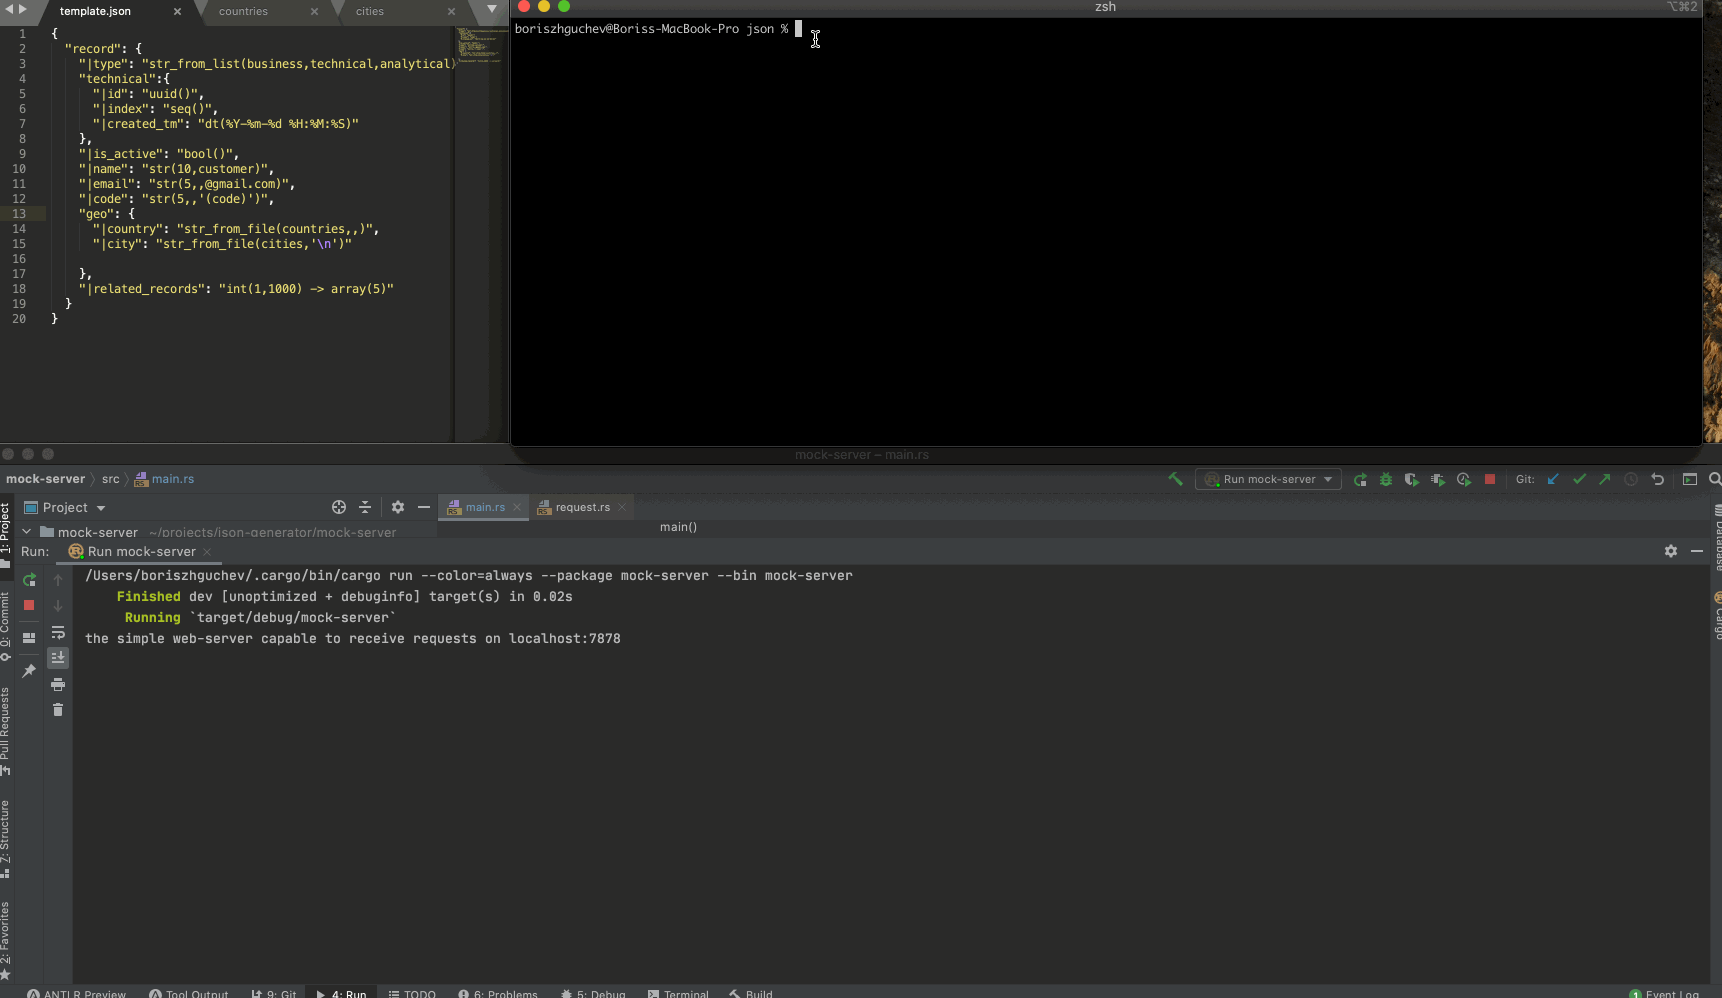 template.json × countries × cities ×
1 {
2 "record": {
3 "|type": "str_from_list(business,technical,analytical)
4 "technical":{
5 "|id": "uuid()",
6 "|index": "seq()",
7 "|created_tm": "dt(%Y-%m-%d %H:%M:%S)"
8 },
9 "|is_active": "bool()",
10 "|name": "str(10,customer)",
11 "|email": "str(5,,@gmail.com)",
12 "|code": "str(5,,'(code)')",
13 "geo": {
14 "|country": "str_from_file(countries,,)",
15 "|city": "str_from_file(cities,'\n')"
16
17 },
18 "|related_records": "int(1,1000) -> array(5)"
19 }
20 }
zsh
⌥⌘2
boriszhguchev@Boriss-MacBook-Pro json %
mock-server – main.rs
mock-server src main.rs
Run mock-server
Git:
Project
main.rs × request.rs ×
mock-server ~/projects/json-generator/mock-server
main()
Run: Run mock-server ×
/Users/boriszhguchev/.cargo/bin/cargo run --color=always --package mock-server --bin mock-server
Finished dev [unoptimized + debuginfo] target(s) in 0.02s
Running `target/debug/mock-server`
the simple web-server capable to receive requests on localhost:7878
1: Project
0: Commit
Pull Requests
7: Structure
2: Favorites
Database
Cargo
ANTLR Preview Tool Output 9: Git 4: Run TODO 6: Problems 5: Debug Terminal Build
1 Event Log